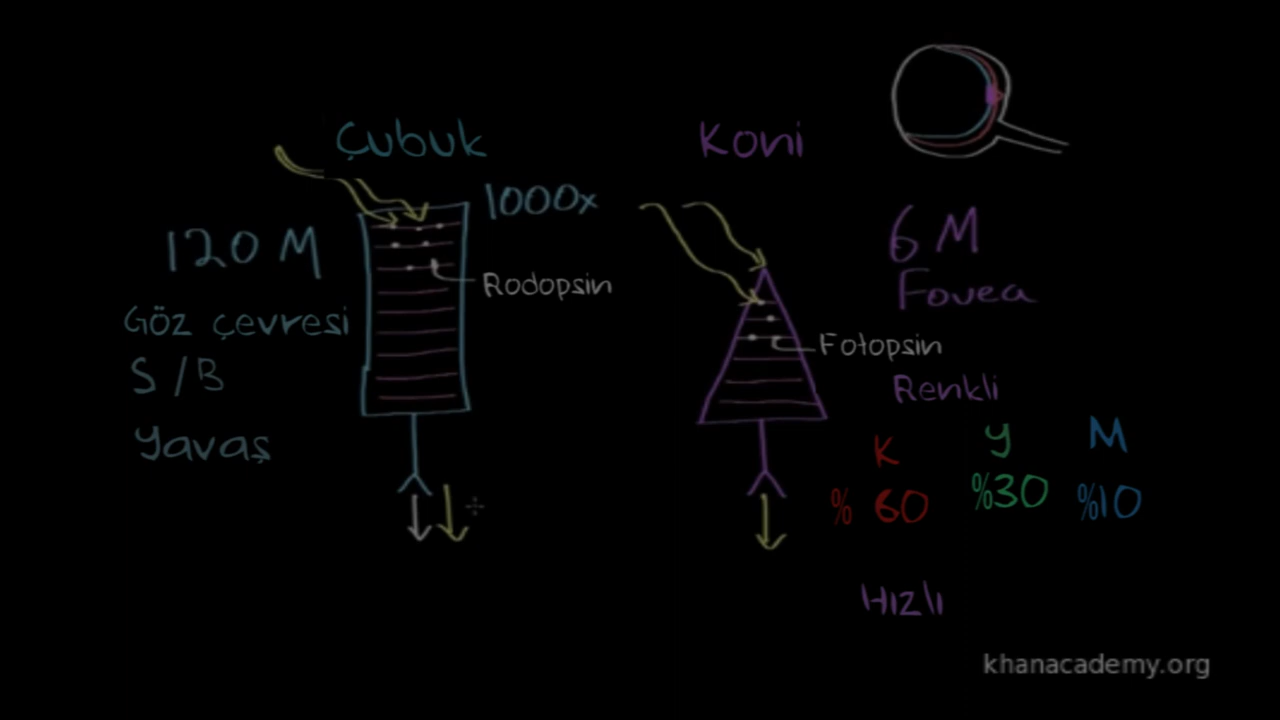 Çubuk
120 M
Göz çevresi
S / B
Yavaş
1000x
Rodopsin
Koni
6 M
Fovea
Fotopsin
Renkli
K Y M
% 60 %30 %10
Hızlı
khanacademy.org